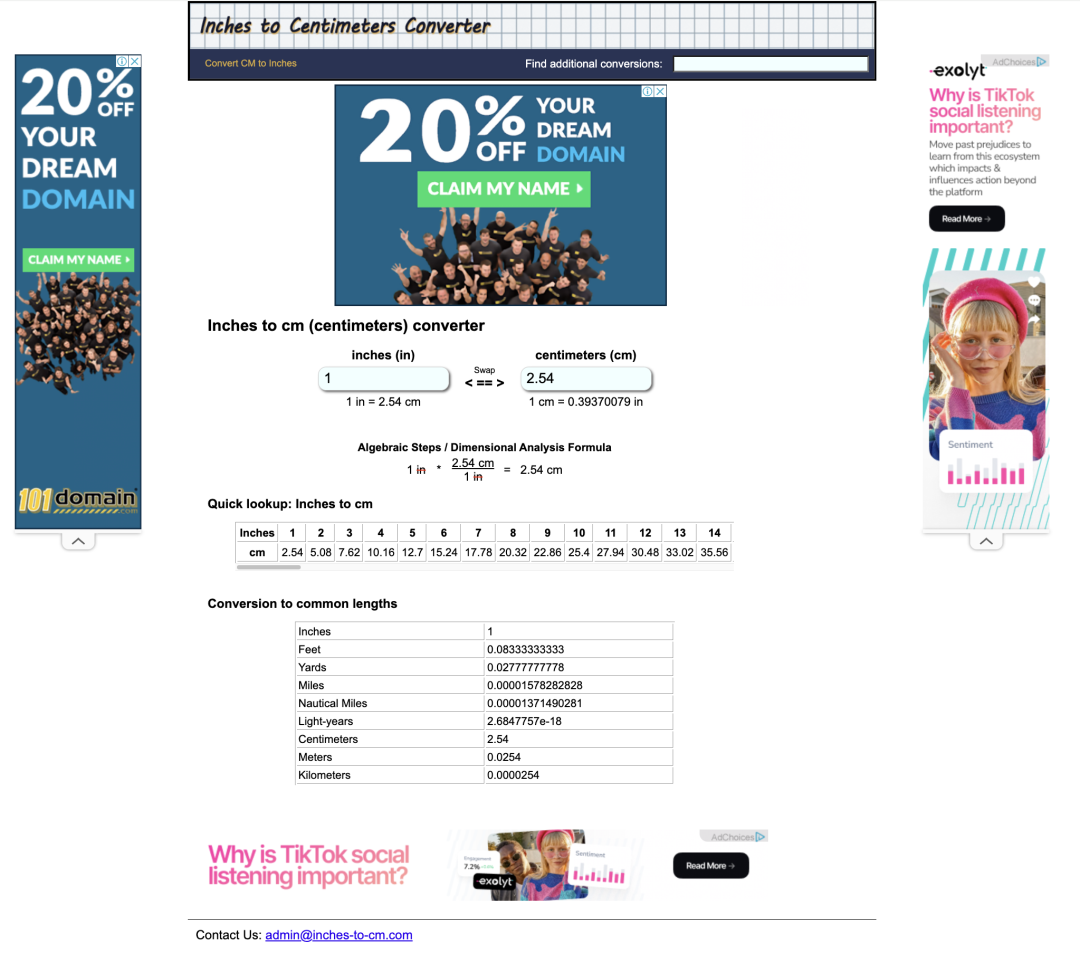 Inches to Centimeters Converter
Convert CM to Inches
Find additional conversions:
20% OFF
YOUR
DREAM
DOMAIN
CLAIM MY NAME
101domain.com
20% OFF
YOUR
DREAM
DOMAIN
CLAIM MY NAME
AdChoices
exolyt
Why is TikTok
social listening
important?
Move past prejudices to
learn from this ecosystem
which impacts &
influences action beyond
the platform
Read More →
Sentiment
Inches to cm (centimeters) converter
inches (in)
Swap
centimeters (cm)
1
< == >
2.54
1 in = 2.54 cm
1 cm = 0.39370079 in
Algebraic Steps / Dimensional Analysis Formula
1 in * 2.54 cm / 1 in = 2.54 cm
Quick lookup: Inches to cm
Inches 1 2 3 4 5 6 7 8 9 10 11 12 13 14
cm 2.54 5.08 7.62 10.16 12.7 15.24 17.78 20.32 22.86 25.4 27.94 30.48 33.02 35.56
Conversion to common lengths
Inches 1
Feet 0.08333333333
Yards 0.02777777778
Miles 0.00001578282828
Nautical Miles 0.00001371490281
Light-years 2.6847757e-18
Centimeters 2.54
Meters 0.0254
Kilometers 0.0000254
Why is TikTok social
listening important?
Engagement
7.2%
exolyt
Sentiment
AdChoices
Read More →
Contact Us: admin@inches-to-cm.com